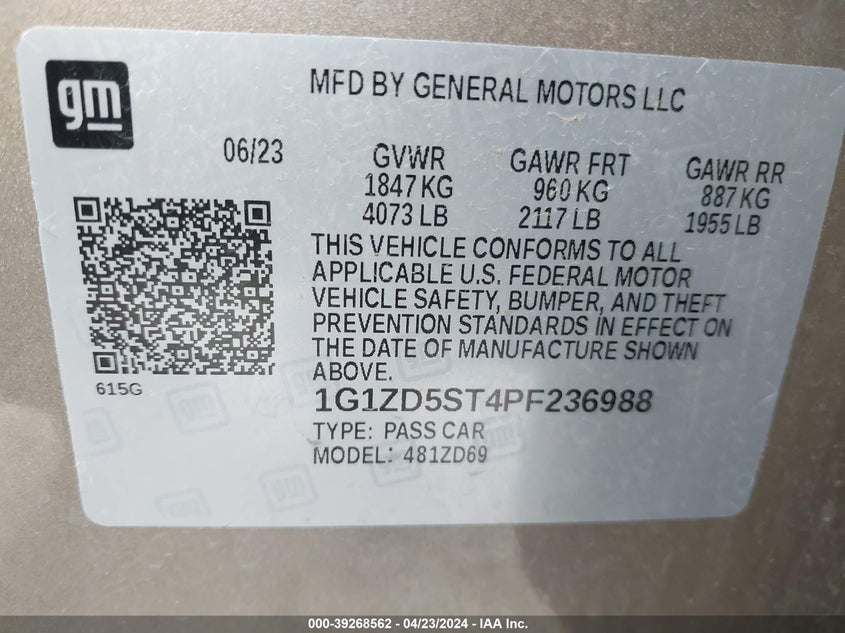 gm
MFD BY GENERAL MOTORS LLC
06/23 GVWR GAWR FRT GAWR RR
1847 KG 960 KG 887 KG
4073 LB 2117 LB 1955 LB
THIS VEHICLE CONFORMS TO ALL
APPLICABLE U.S. FEDERAL MOTOR
VEHICLE SAFETY, BUMPER, AND THEFT
PREVENTION STANDARDS IN EFFECT ON
THE DATE OF MANUFACTURE SHOWN
ABOVE.
615G
1G1ZD5ST4PF236988
TYPE: PASS CAR
MODEL: 481ZD69
000-39268562 / 04/23/2024 - IAA Inc.